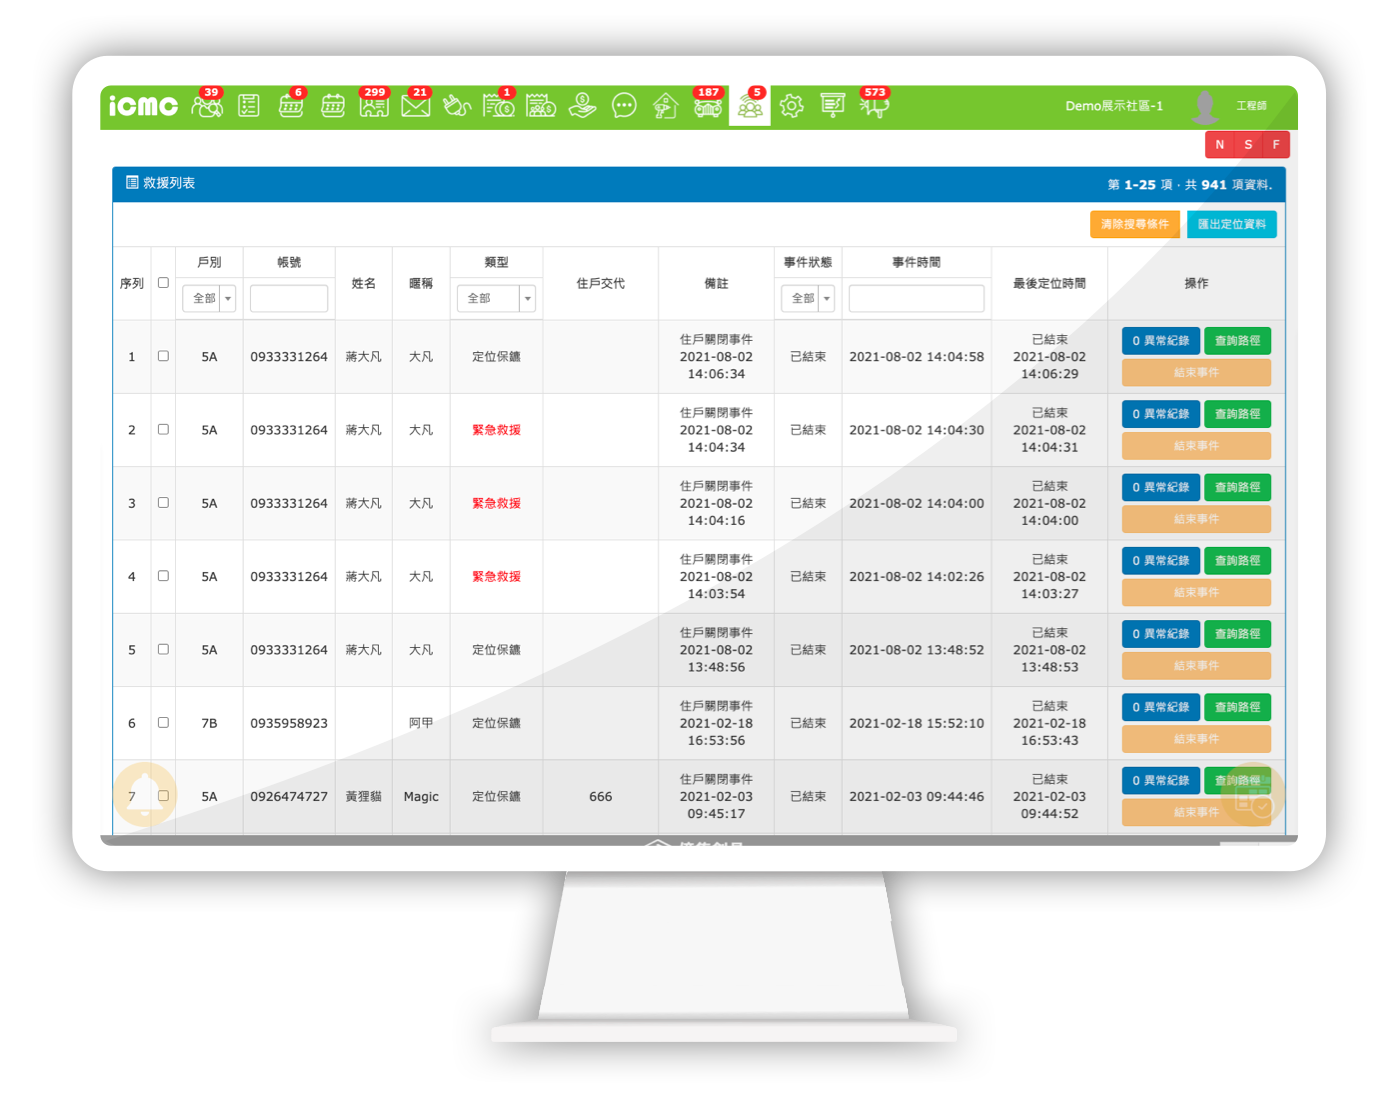 icmc 39 6 299 21 1 187 5 573 Demo展示社區-1 工程師
N S F
救援列表 第 1-25 項 · 共 941 項資料.
清除搜尋條件 匯出定位資料
序列 戶別 帳號 姓名 暱稱 類型 住戶交代 備註 事件狀態 事件時間 最後定位時間 操作
全部 全部 全部
1 5A 0933331264 蔣大凡 大凡 定位保鑣 住戶關閉事件 2021-08-02 14:06:34 已結束 2021-08-02 14:04:58 已結束 2021-08-02 14:06:29 0 異常紀錄 查詢路徑 結束事件
2 5A 0933331264 蔣大凡 大凡 緊急救援 住戶關閉事件 2021-08-02 14:04:34 已結束 2021-08-02 14:04:30 已結束 2021-08-02 14:04:31 0 異常紀錄 查詢路徑 結束事件
3 5A 0933331264 蔣大凡 大凡 緊急救援 住戶關閉事件 2021-08-02 14:04:16 已結束 2021-08-02 14:04:00 已結束 2021-08-02 14:04:00 0 異常紀錄 查詢路徑 結束事件
4 5A 0933331264 蔣大凡 大凡 緊急救援 住戶關閉事件 2021-08-02 14:03:54 已結束 2021-08-02 14:02:26 已結束 2021-08-02 14:03:27 0 異常紀錄 查詢路徑 結束事件
5 5A 0933331264 蔣大凡 大凡 定位保鑣 住戶關閉事件 2021-08-02 13:48:56 已結束 2021-08-02 13:48:52 已結束 2021-08-02 13:48:53 0 異常紀錄 查詢路徑 結束事件
6 7B 0935958923 阿甲 定位保鑣 住戶關閉事件 2021-02-18 16:53:56 已結束 2021-02-18 15:52:10 已結束 2021-02-18 16:53:43 0 異常紀錄 查詢路徑 結束事件
7 5A 0926474727 黃狸貓 Magic 定位保鑣 666 住戶關閉事件 2021-02-03 09:45:17 已結束 2021-02-03 09:44:46 已結束 2021-02-03 09:44:52 0 異常紀錄 查詢路徑 結束事件